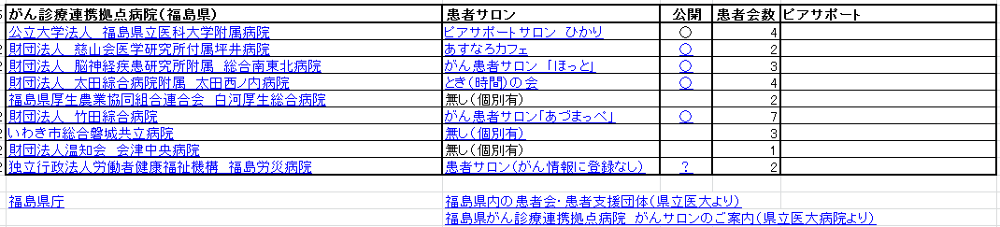 がん診療連携拠点病院(福島県) 患者サロン 公開 患者会数 ピアサポート
公立大学法人 福島県立医科大学附属病院 ピアサポートサロン ひかり ○ 4
財団法人 慈山会医学研究所付属坪井病院 あすなろカフェ ○ 2
財団法人 脳神経疾患研究所附属 総合南東北病院 がん患者サロン 「ほっと」 ○ 3
財団法人 太田綜合病院附属 太田西ノ内病院 とき(時間)の会 ○ 4
福島県厚生農業協同組合連合会 白河厚生総合病院 無し(個別有) 2
財団法人 竹田綜合病院 がん患者サロン「あづまっぺ」 ○ 7
いわき市総合磐城共立病院 無し(個別有) 3
財団法人温知会 会津中央病院 無し(個別有) 1
独立行政法人労働者健康福祉機構 福島労災病院 患者サロン(がん情報に登録なし) ? 2
福島県庁 福島県内の患者会・患者支援団体(県立医大より)
福島県がん診療連携拠点病院 がんサロンのご案内(県立医大病院より)